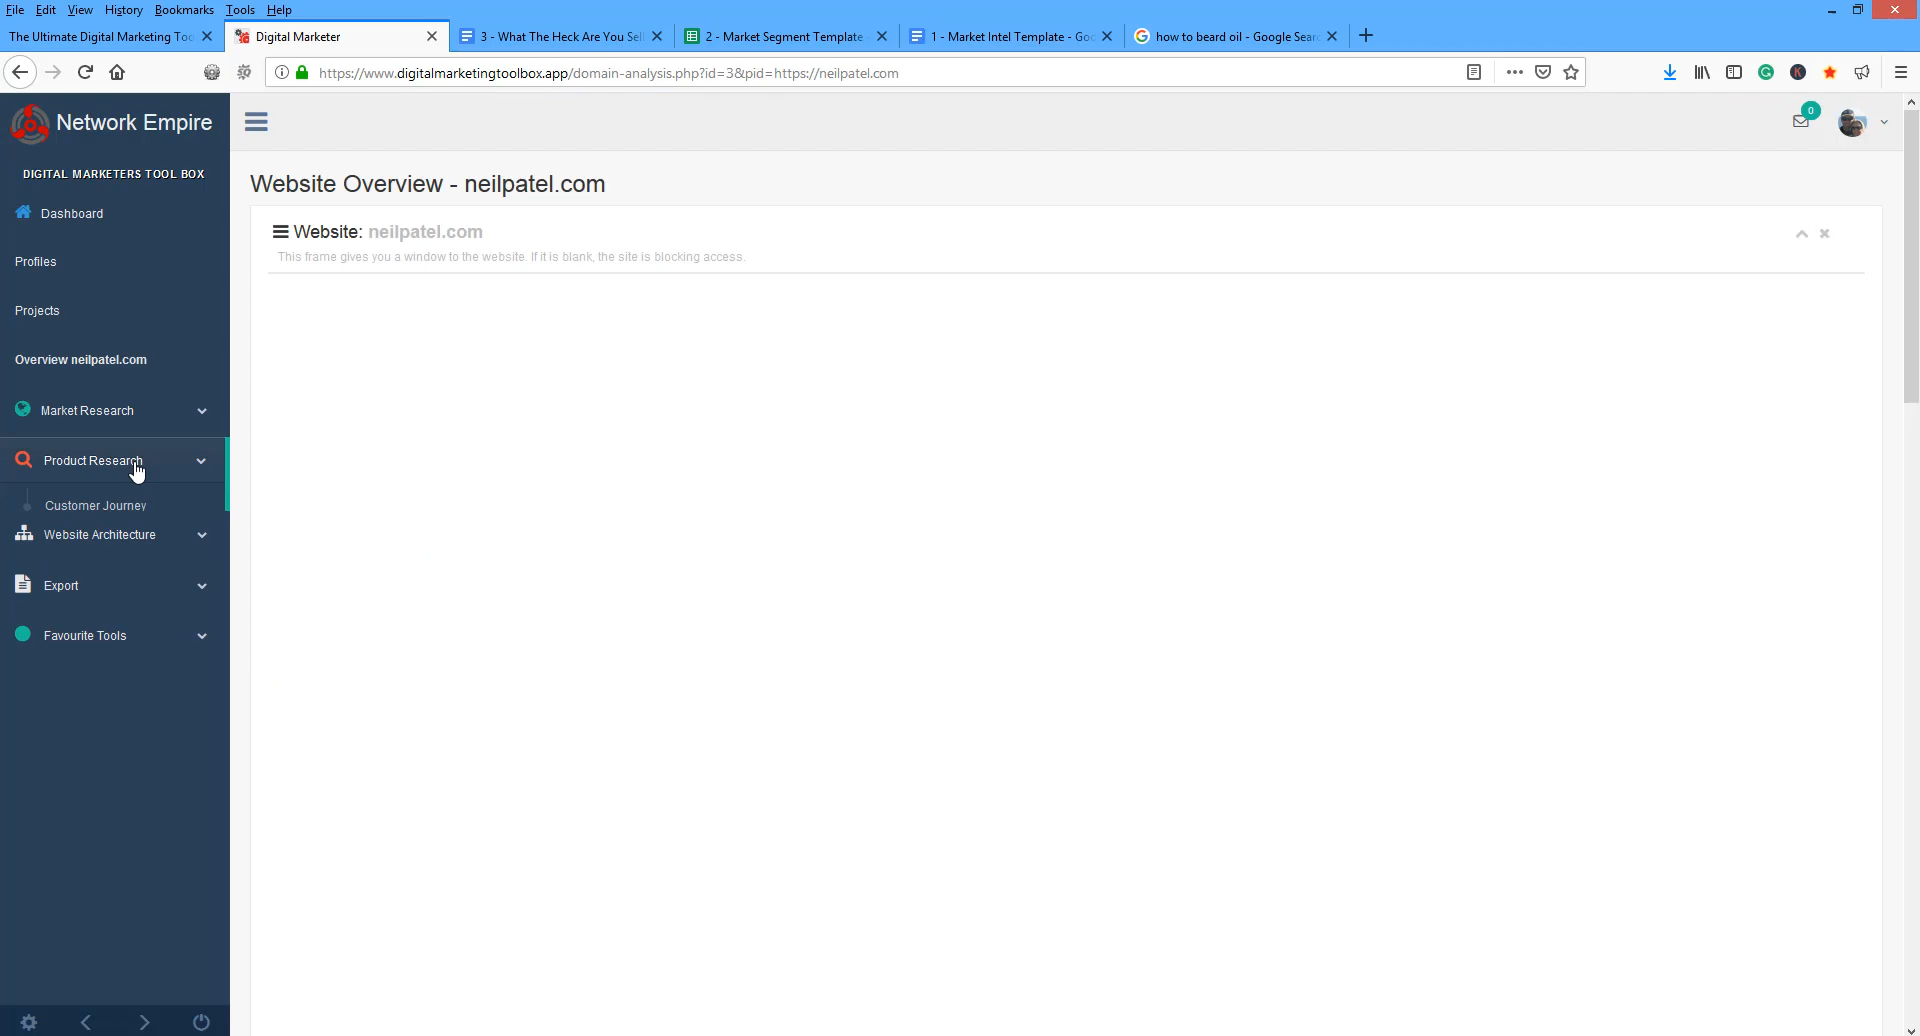 File Edit View History Bookmarks Tools Help
The Ultimate Digital Marketing Too
Digital Marketer
3 - What The Heck Are You Sell
2 - Market Segment Template
1 - Market Intel Template - Goo
how to beard oil - Google Searc
https://www.digitalmarketingtoolbox.app/domain-analysis.php?id=3&pid=https://neilpatel.com
Network Empire
0
DIGITAL MARKETERS TOOL BOX
Website Overview - neilpatel.com
Dashboard
Website: neilpatel.com
This frame gives you a window to the website. If it is blank, the site is blocking access.
Profiles
Projects
Overview neilpatel.com
Market Research
Product Research
Customer Journey
Website Architecture
Export
Favourite Tools